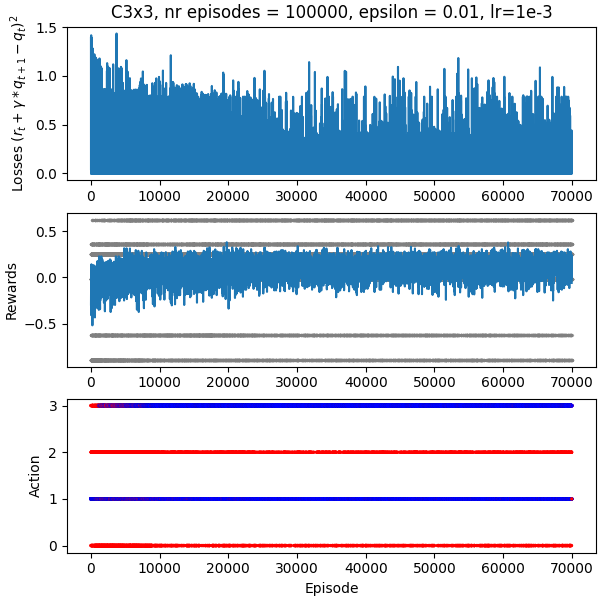 C3x3, nr episodes = 100000, epsilon = 0.01, lr=1e-3
Losses $(r_t + \gamma * q_{t+1} - q_t)^2$
1.5
1.0
0.5
0.0
0 10000 20000 30000 40000 50000 60000 70000
Rewards
0.5
0.0
−0.5
0 10000 20000 30000 40000 50000 60000 70000
Action
3
2
1
0
0 10000 20000 30000 40000 50000 60000 70000
Episode